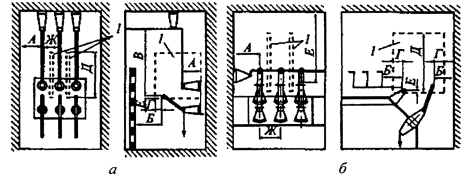 А Ж 1 Д
В 1 А
Г
Б
А 1 Е
Ж
1 Г Д
Б Е Б
а б